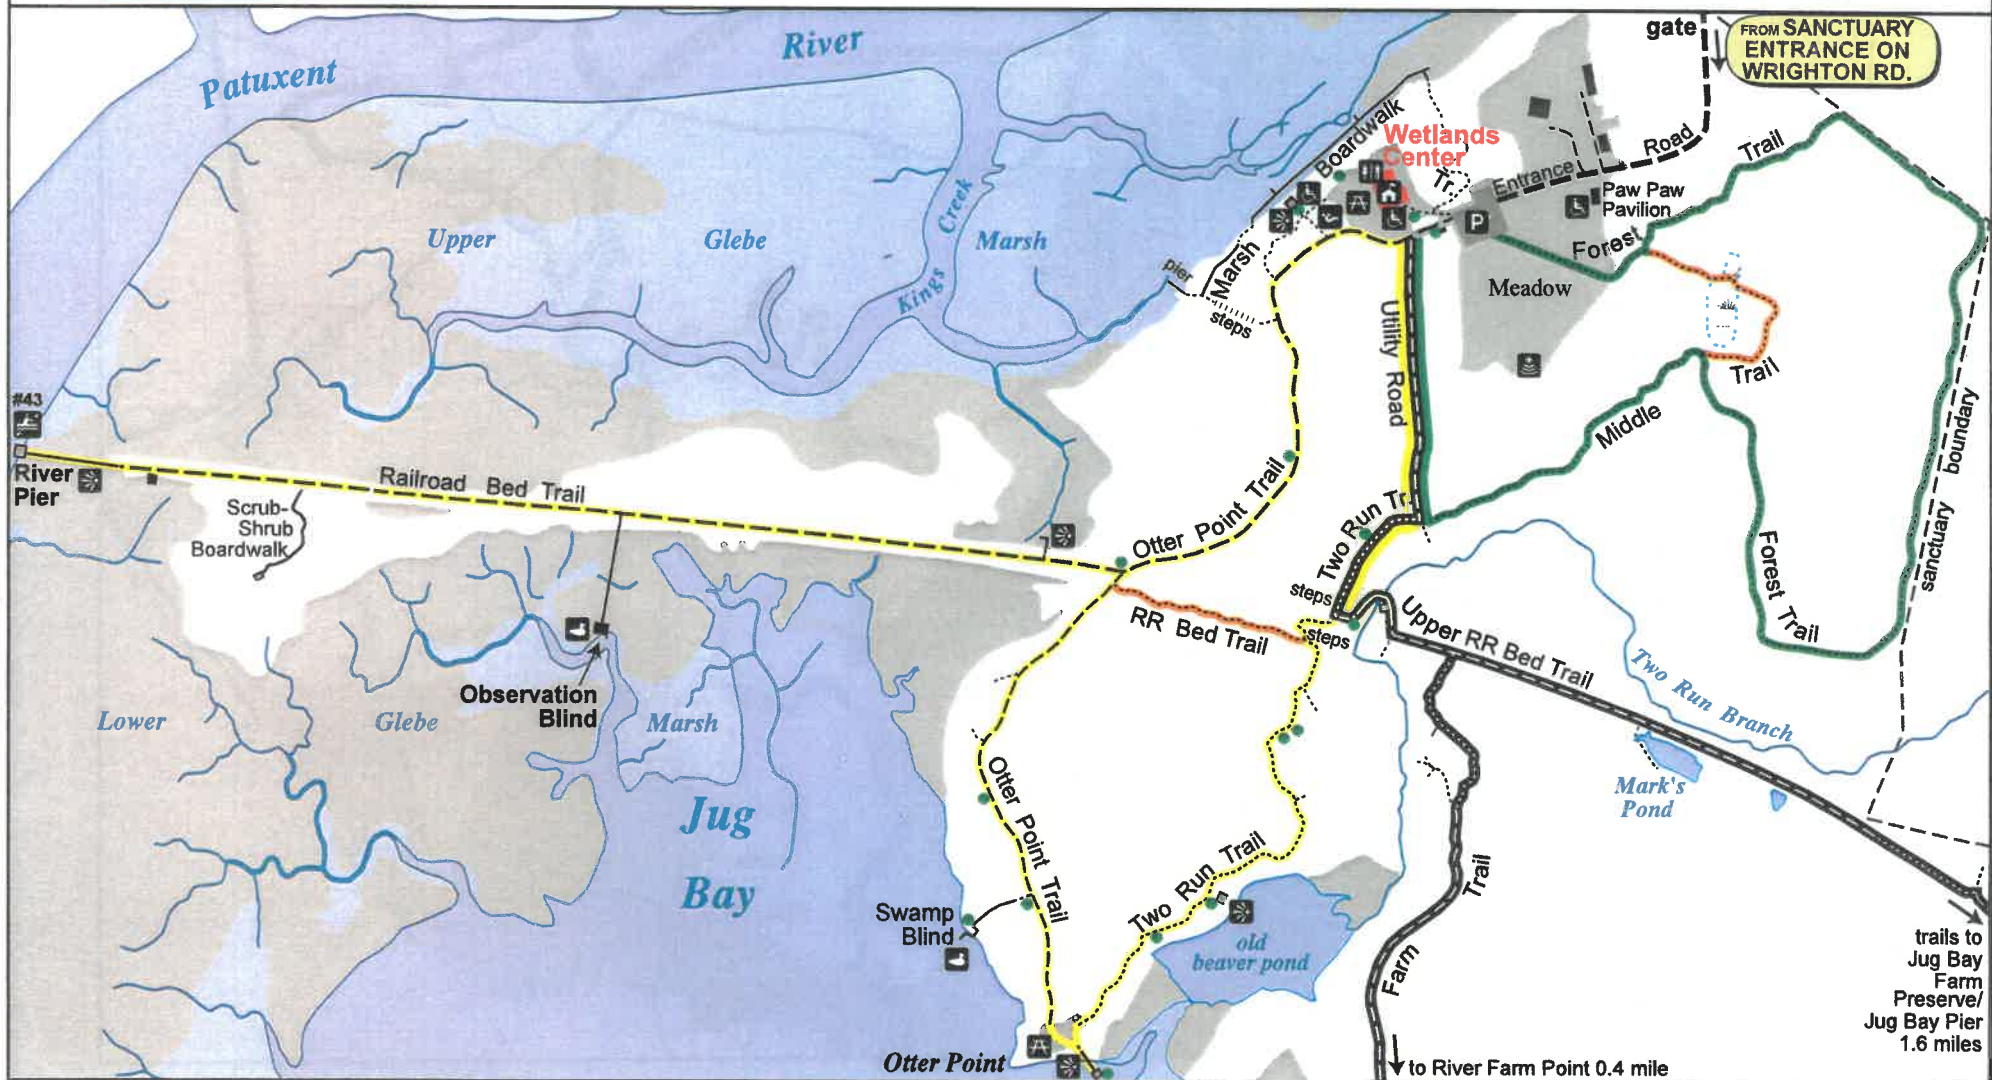 gate
FROM SANCTUARY
ENTRANCE ON
WRIGHTON RD.
Patuxent River
Boardwalk
Wetlands
Center
Tr.
Entrance Road
Trail
P
Paw Paw
Pavilion
Forest
Upper Glebe Marsh
Kings Creek
pier
Marsh
steps
Meadow
Utility Road
Trail
Middle
sanctuary boundary
#43
River
Pier
Railroad Bed Trail
Scrub-
Shrub
Boardwalk
Otter Point Trail
Two Run Tr.
steps
steps
RR Bed Trail
Upper RR Bed Trail
Forest Trail
Two Run Branch
Observation
Blind
Lower Glebe Marsh
Mark's
Pond
Jug
Bay
Otter Point Trail
Two Run Trail
Farm Trail
Swamp
Blind
old
beaver pond
trails to
Jug Bay
Farm
Preserve/
Jug Bay Pier
1.6 miles
Otter Point
to River Farm Point 0.4 mile